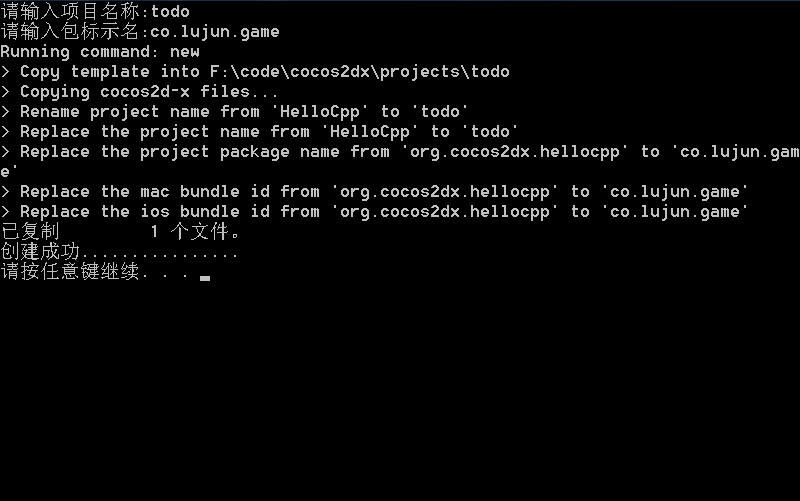 请输入项目名称:todo
请输入包标示名:co.lujun.game
Running command: new
> Copy template into F:\code\cocos2dx\projects\todo
> Copying cocos2d-x files...
> Rename project name from 'HelloCpp' to 'todo'
> Replace the project name from 'HelloCpp' to 'todo'
> Replace the project package name from 'org.cocos2dx.hellocpp' to 'co.lujun.gam
e'
> Replace the mac bundle id from 'org.cocos2dx.hellocpp' to 'co.lujun.game'
> Replace the ios bundle id from 'org.cocos2dx.hellocpp' to 'co.lujun.game'
已复制         1 个文件。
创建成功................
请按任意键继续. . .